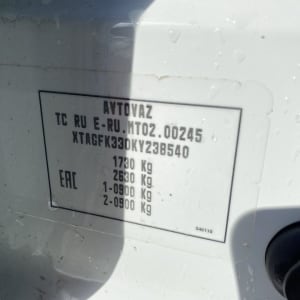 AVTOVAZ
TC RU E-RU.MT02.00245
XTAGFK330KY238540
1730 Kg
2630 Kg
EAC 1-0900 Kg
2-0900 Kg